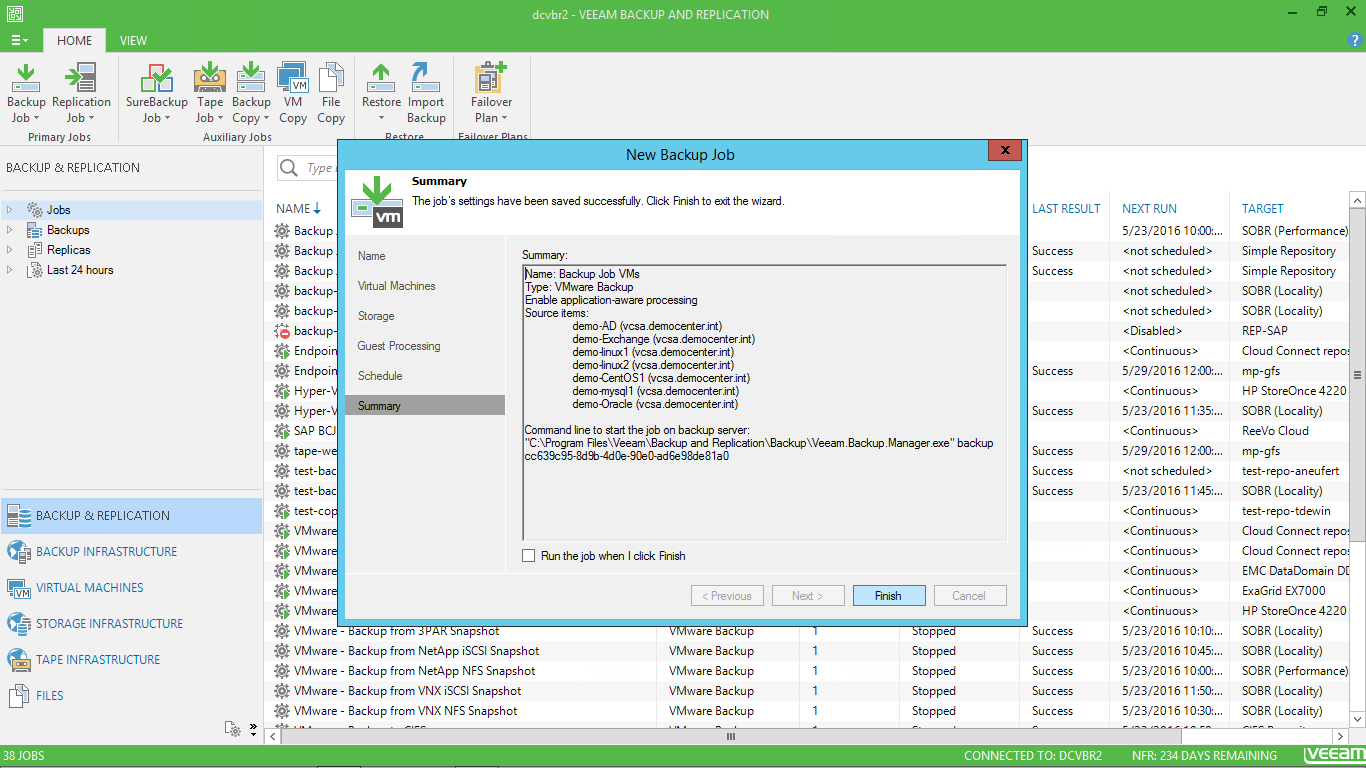 dcvbr2 - VEEAM BACKUP AND REPLICATION
HOME VIEW
?
Backup Job
Replication Job
SureBackup Job
Tape Job
Backup Copy
VM Copy
File Copy
Restore
Import Backup
Failover Plan
Primary Jobs
Auxiliary Jobs
Restore
Failover Plans
BACKUP & REPLICATION
Jobs
Backups
Replicas
Last 24 hours
BACKUP & REPLICATION
BACKUP INFRASTRUCTURE
VIRTUAL MACHINES
STORAGE INFRASTRUCTURE
TAPE INFRASTRUCTURE
FILES
Type
NAME LAST RESULT NEXT RUN TARGET
Backup 5/23/2016 10:00:... SOBR (Performance)
Backup Success <not scheduled> Simple Repository
Backup Success <not scheduled> Simple Repository
backup- <not scheduled> SOBR (Locality)
backup- <not scheduled> SOBR (Locality)
backup- <Disabled> REP-SAP
Endpoin <Continuous> Cloud Connect repos
Endpoin Success 5/29/2016 12:00:... mp-gfs
Hyper-V <Continuous> HP StoreOnce 4220
Hyper-V Success 5/23/2016 11:35:... SOBR (Locality)
SAP BCJ <Continuous> ReeVo Cloud
tape-we Success 5/29/2016 12:00:... mp-gfs
test-bac Success <not scheduled> test-repo-aneufert
test-bac Success 5/23/2016 11:45:... SOBR (Locality)
test-cop <Continuous> test-repo-tdewin
VMware <Continuous> Cloud Connect repos
VMware <Continuous> Cloud Connect repos
VMware <Continuous> EMC DataDomain DD
VMware <Continuous> ExaGrid EX7000
VMware <Continuous> HP StoreOnce 4220
VMware - Backup from 3PAR Snapshot VMware Backup 1 Stopped Success 5/23/2016 10:10:... SOBR (Locality)
VMware - Backup from NetApp iSCSI Snapshot VMware Backup 1 Stopped Success 5/23/2016 10:45:... SOBR (Locality)
VMware - Backup from NetApp NFS Snapshot VMware Backup 1 Stopped Success 5/23/2016 10:00:... SOBR (Performance)
VMware - Backup from VNX iSCSI Snapshot VMware Backup 1 Stopped Success 5/23/2016 11:50:... SOBR (Locality)
VMware - Backup from VNX NFS Snapshot VMware Backup 1 Stopped Success 5/23/2016 10:30:... SOBR (Locality)
New Backup Job
X
vm
Summary
The job's settings have been saved successfully. Click Finish to exit the wizard.
Name
Virtual Machines
Storage
Guest Processing
Schedule
Summary
Summary:
Name: Backup Job VMs
Type: VMware Backup
Enable application-aware processing
Source items:
demo-AD (vcsa.democenter.int)
demo-Exchange (vcsa.democenter.int)
demo-linux1 (vcsa.democenter.int)
demo-linux2 (vcsa.democenter.int)
demo-CentOS1 (vcsa.democenter.int)
demo-mysql1 (vcsa.democenter.int)
demo-Oracle (vcsa.democenter.int)
Command line to start the job on backup server:
"C:\Program Files\Veeam\Backup and Replication\Backup\Veeam.Backup.Manager.exe" backup
cc639c95-8d9b-4d0e-90e0-ad6e98de81a0
Run the job when I click Finish
< Previous
Next >
Finish
Cancel
38 JOBS
CONNECTED TO: DCVBR2
NFR: 234 DAYS REMAINING
veeam